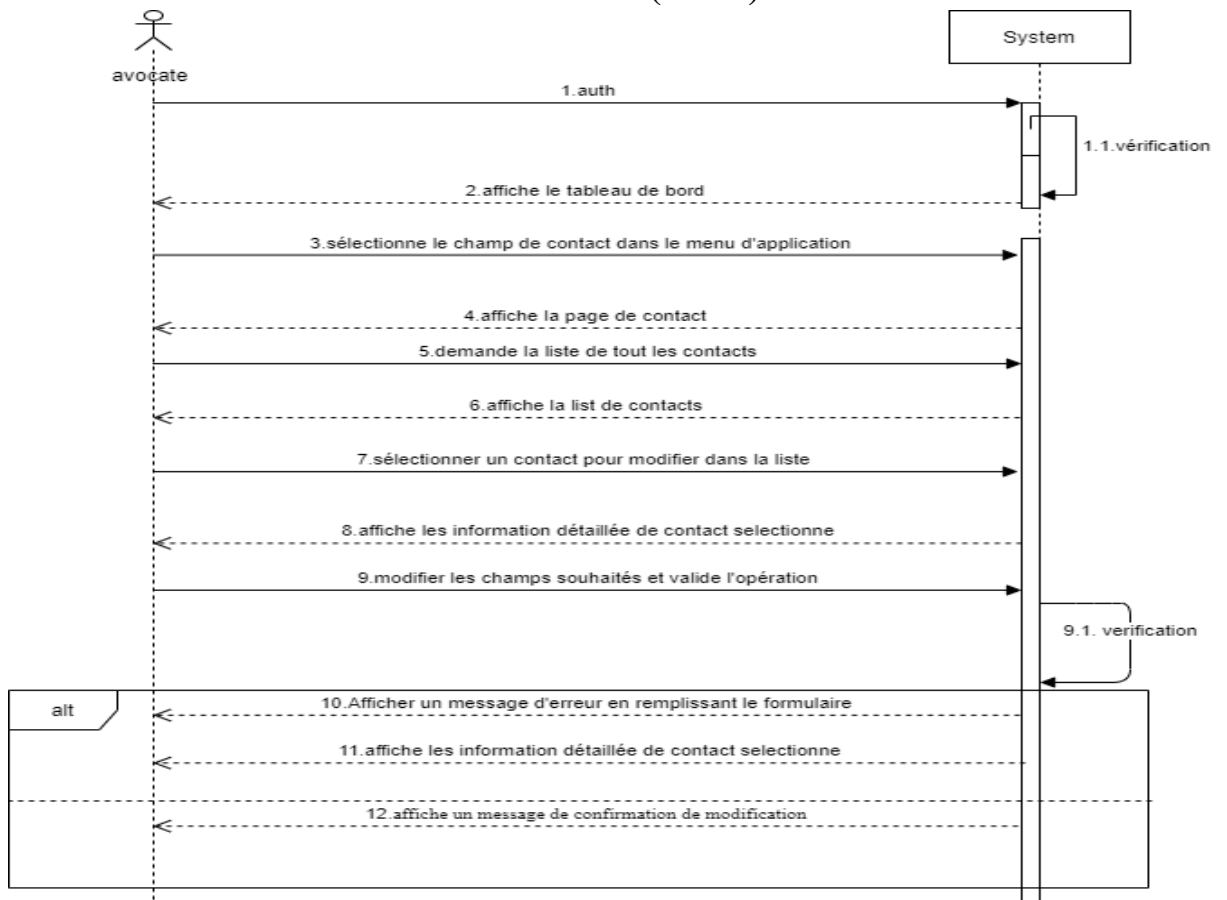 System
avocate
1.auth
1.1.vérification
2.affiche le tableau de bord
3.sélectionne le champ de contact dans le menu d'application
4.affiche la page de contact
5.demande la liste de tout les contacts
6.affiche la list de contacts
7.sélectionner un contact pour modifier dans la liste
8.affiche les information détaillée de contact selectionne
9.modifier les champs souhaités et valide l'opération
9.1. verification
alt
10.Afficher un message d'erreur en remplissant le formulaire
11.affiche les information détaillée de contact selectionne
12.affiche un message de confirmation de modification